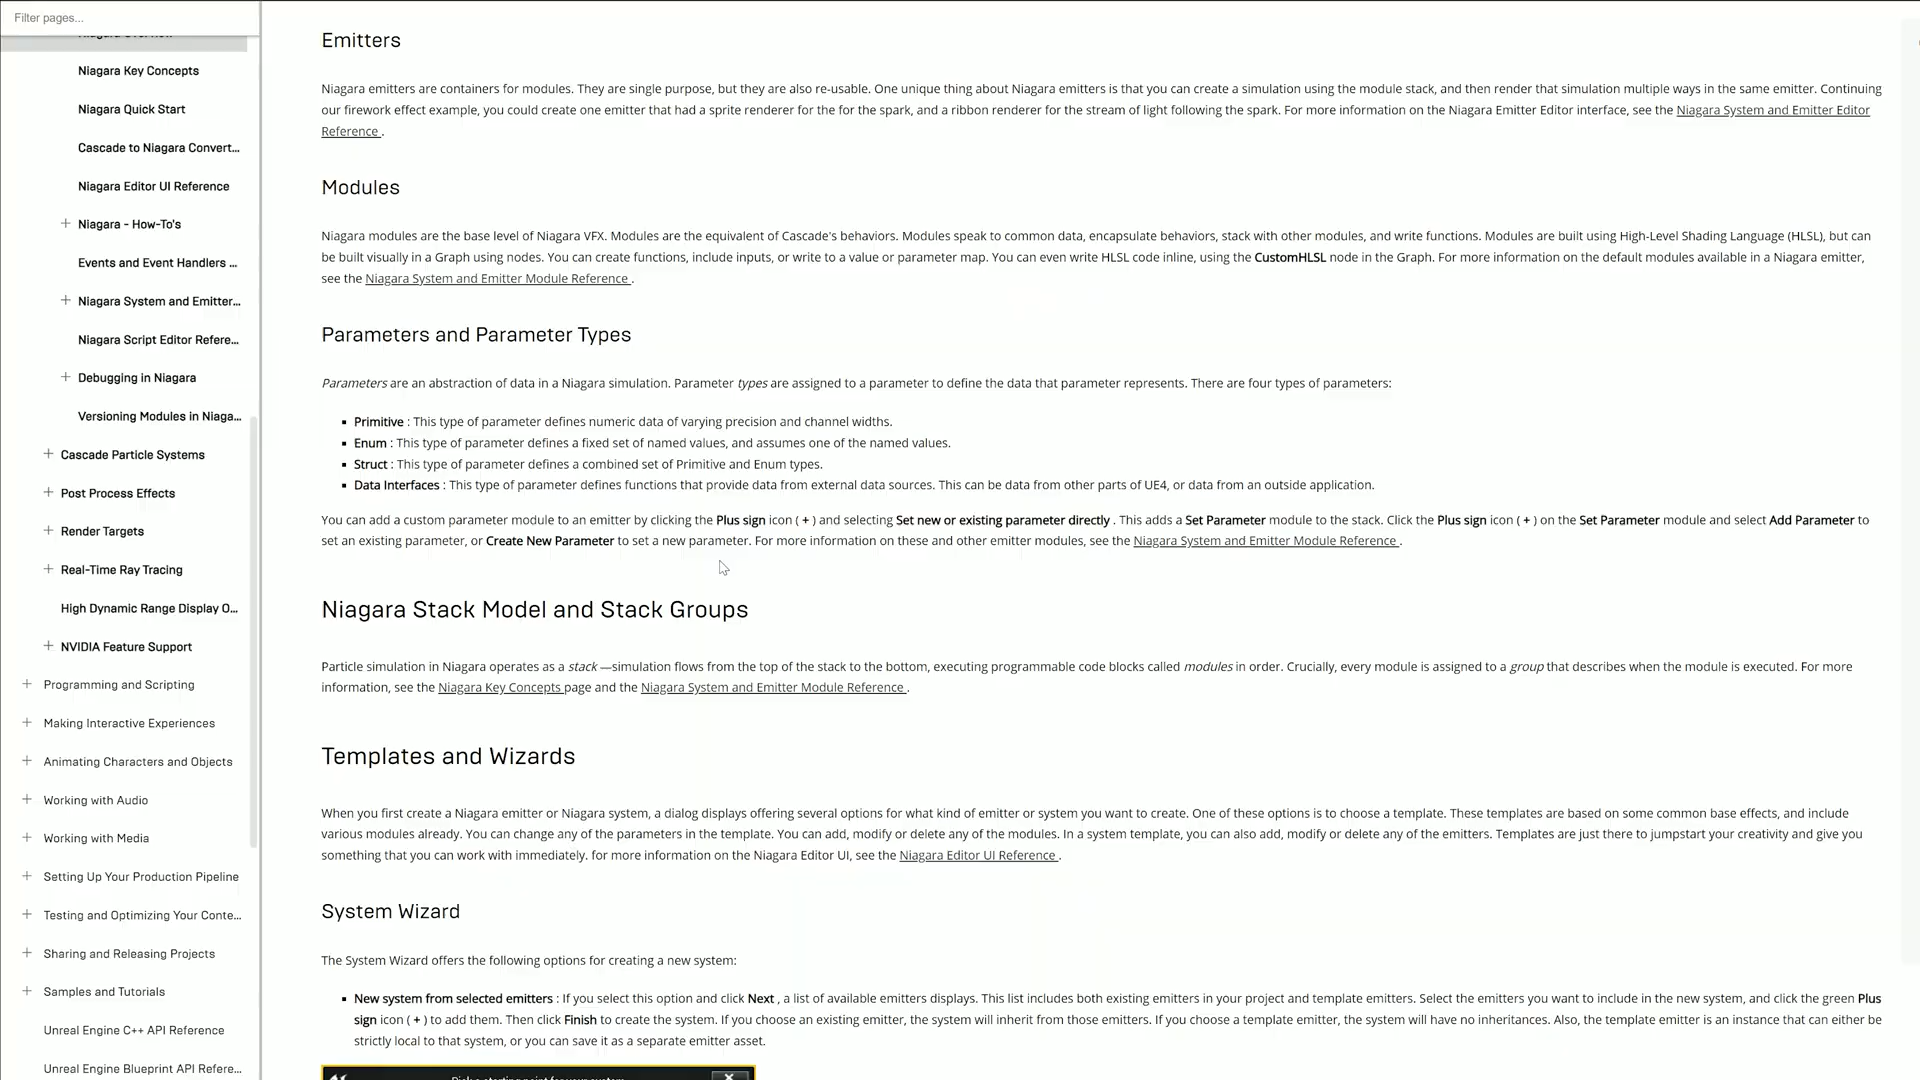 Filter pages...
Niagara Overview
Niagara Key Concepts
Niagara Quick Start
Cascade to Niagara Convert...
Niagara Editor UI Reference
Niagara - How-To's
Events and Event Handlers ...
Niagara System and Emitter...
Niagara Script Editor Refere...
Debugging in Niagara
Versioning Modules in Niaga...
Cascade Particle Systems
Post Process Effects
Render Targets
Real-Time Ray Tracing
High Dynamic Range Display O...
NVIDIA Feature Support
Programming and Scripting
Making Interactive Experiences
Animating Characters and Objects
Working with Audio
Working with Media
Setting Up Your Production Pipeline
Testing and Optimizing Your Conte...
Sharing and Releasing Projects
Samples and Tutorials
Unreal Engine C++ API Reference
Unreal Engine Blueprint API Refere...
Emitters
Niagara emitters are containers for modules. They are single purpose, but they are also re-usable. One unique thing about Niagara emitters is that you can create a simulation using the module stack, and then render that simulation multiple ways in the same emitter. Continuing
our firework effect example, you could create one emitter that had a sprite renderer for the for the spark, and a ribbon renderer for the stream of light following the spark. For more information on the Niagara Emitter Editor interface, see the Niagara System and Emitter Editor
Reference .
Modules
Niagara modules are the base level of Niagara VFX. Modules are the equivalent of Cascade's behaviors. Modules speak to common data, encapsulate behaviors, stack with other modules, and write functions. Modules are built using High-Level Shading Language (HLSL), but can
be built visually in a Graph using nodes. You can create functions, include inputs, or write to a value or parameter map. You can even write HLSL code inline, using the CustomHLSL node in the Graph. For more information on the default modules available in a Niagara emitter,
see the Niagara System and Emitter Module Reference .
Parameters and Parameter Types
Parameters are an abstraction of data in a Niagara simulation. Parameter types are assigned to a parameter to define the data that parameter represents. There are four types of parameters:
▪ Primitive : This type of parameter defines numeric data of varying precision and channel widths.
▪ Enum : This type of parameter defines a fixed set of named values, and assumes one of the named values.
▪ Struct : This type of parameter defines a combined set of Primitive and Enum types.
▪ Data Interfaces : This type of parameter defines functions that provide data from external data sources. This can be data from other parts of UE4, or data from an outside application.
You can add a custom parameter module to an emitter by clicking the Plus sign icon ( + ) and selecting Set new or existing parameter directly . This adds a Set Parameter module to the stack. Click the Plus sign icon ( + ) on the Set Parameter module and select Add Parameter to
set an existing parameter, or Create New Parameter to set a new parameter. For more information on these and other emitter modules, see the Niagara System and Emitter Module Reference .
Niagara Stack Model and Stack Groups
Particle simulation in Niagara operates as a stack —simulation flows from the top of the stack to the bottom, executing programmable code blocks called modules in order. Crucially, every module is assigned to a group that describes when the module is executed. For more
information, see the Niagara Key Concepts page and the Niagara System and Emitter Module Reference .
Templates and Wizards
When you first create a Niagara emitter or Niagara system, a dialog displays offering several options for what kind of emitter or system you want to create. One of these options is to choose a template. These templates are based on some common base effects, and include
various modules already. You can change any of the parameters in the template. You can add, modify or delete any of the modules. In a system template, you can also add, modify or delete any of the emitters. Templates are just there to jumpstart your creativity and give you
something that you can work with immediately. for more information on the Niagara Editor UI, see the Niagara Editor UI Reference .
System Wizard
The System Wizard offers the following options for creating a new system:
▪ New system from selected emitters : If you select this option and click Next , a list of available emitters displays. This list includes both existing emitters in your project and template emitters. Select the emitters you want to include in the new system, and click the green Plus
sign icon ( + ) to add them. Then click Finish to create the system. If you choose an existing emitter, the system will inherit from those emitters. If you choose a template emitter, the system will have no inheritances. Also, the template emitter is an instance that can either be
strictly local to that system, or you can save it as a separate emitter asset.
Pick a starting point for your system